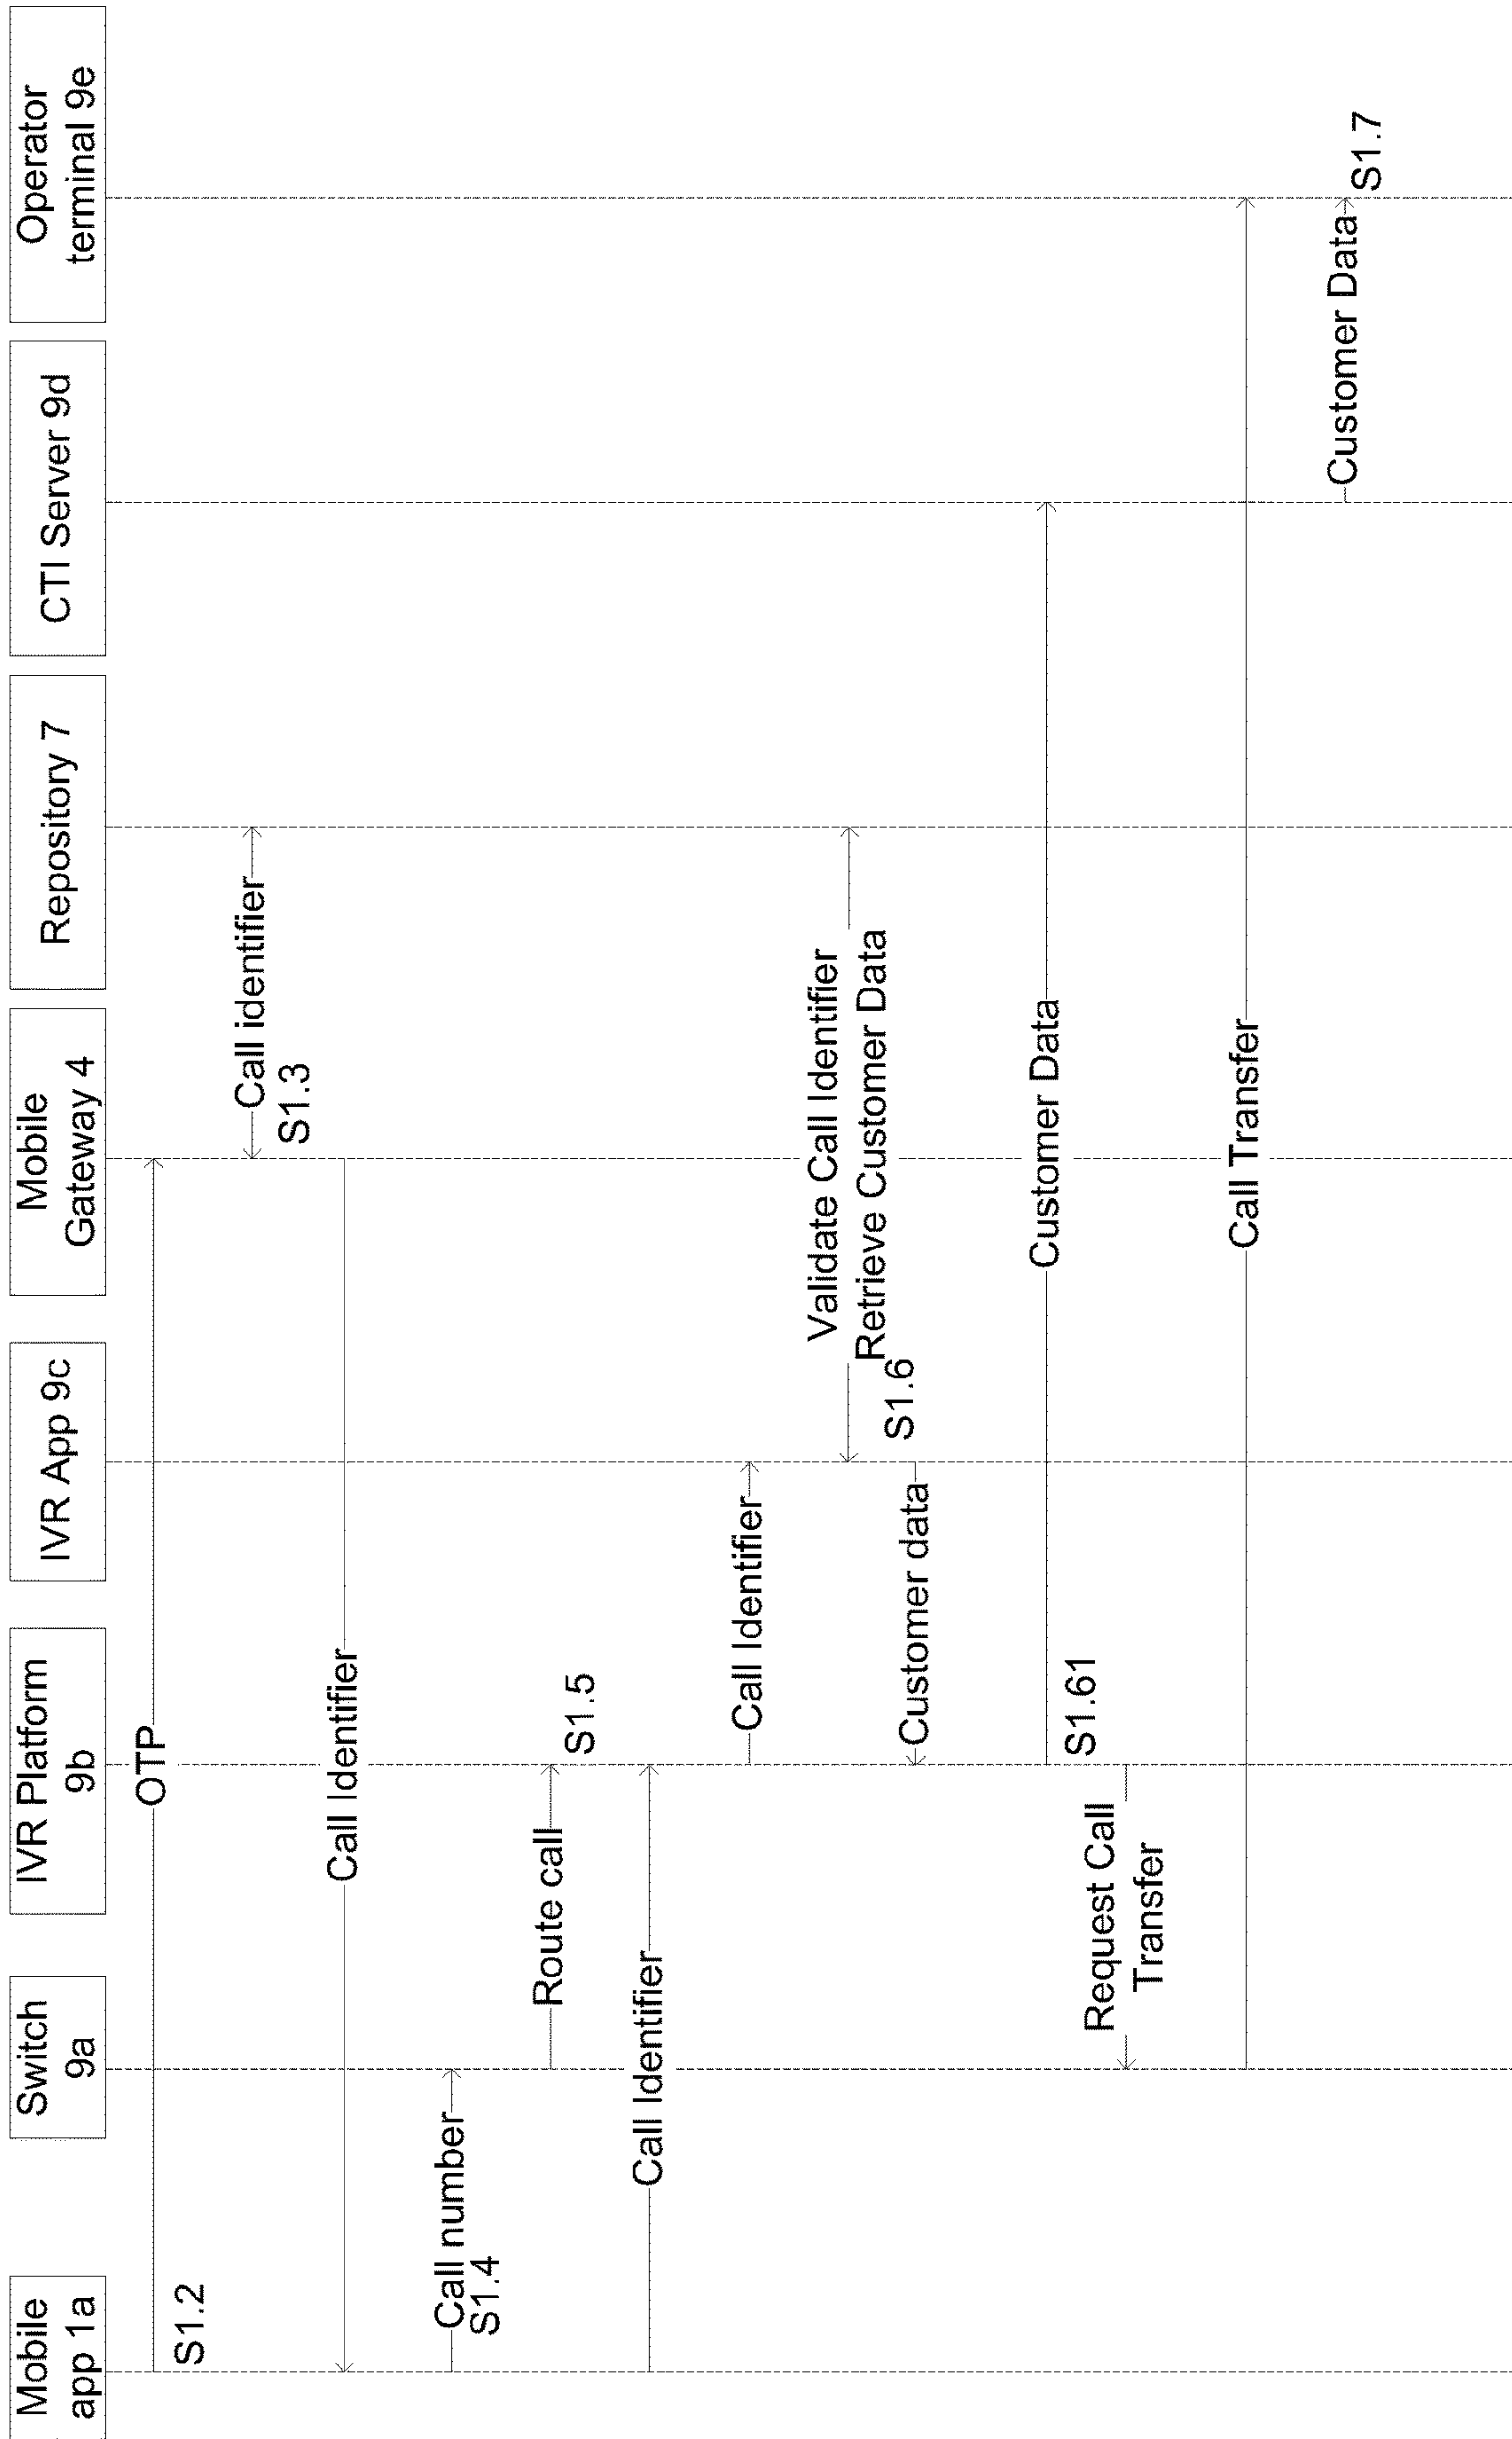 Mobile
app 1a
Switch
9a
IVR Platform
9b
IVR App 9c
Mobile
Gateway 4
Repository 7
CTI Server 9d
Operator
terminal 9e
OTP
S1.2
Call identifier
S1.3
Call Identifier
Call number
S1.4
Route call
S1.5
Call Identifier
Call Identifier
Validate Call Identifier
Retrieve Customer Data
S1.6
Customer data
Customer Data
S1.61
Request Call
Transfer
Call Transfer
Customer Data
S1.7